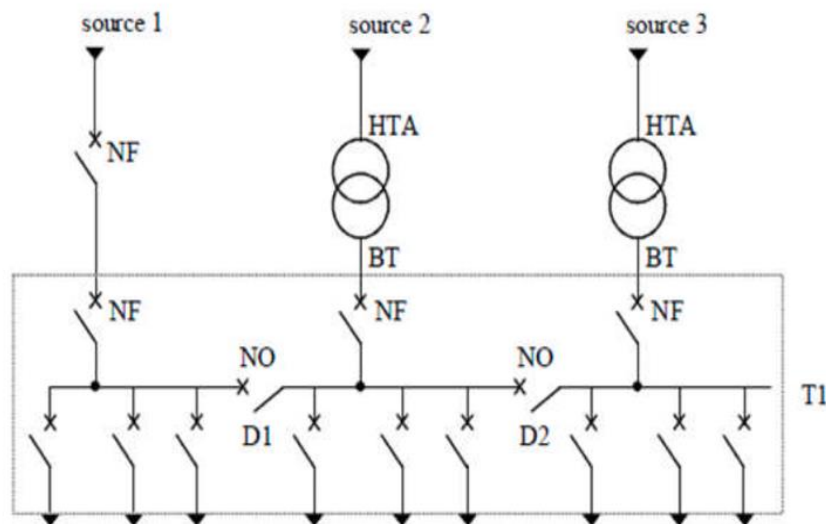 source 1 source 2 source 3
HTA HTA
NF
BT BT
NF NF NF
NO NO
T1
D1 D2